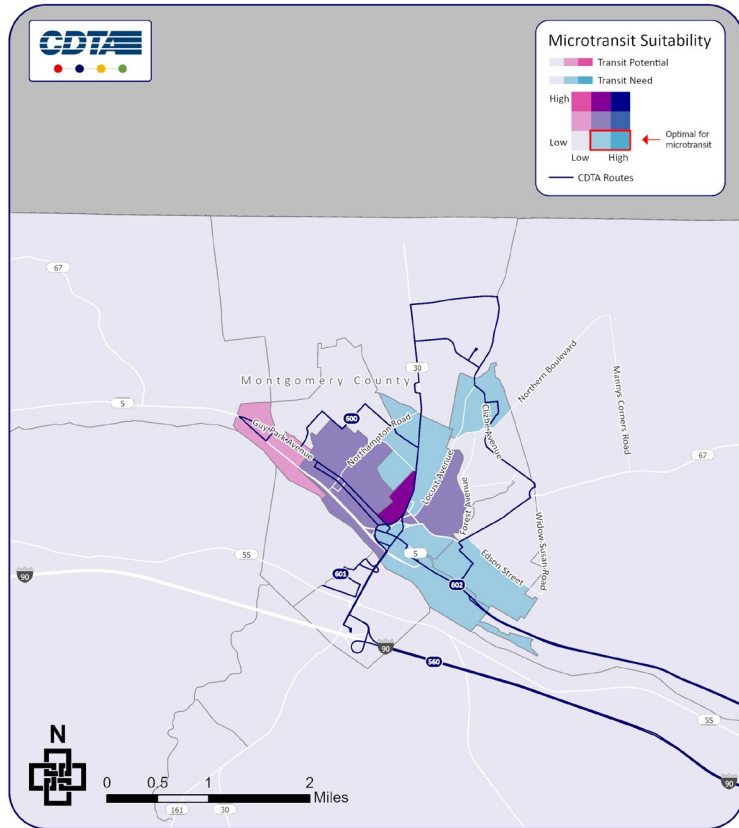 CDTA
Microtransit Suitability
Transit Potential
Transit Need
High
Low
Low
High
Optimal for
microtransit
CDTA Routes
67
30
Northern Boulevard
Montgomery County
Mannys Corners Road
5
600
Guy Park Avenue
Northampton Road
Clizbe Avenue
Locust Avenue
67
Forest Avenue
Widow Susan Road
5S
5
Edson Street
90
601
602
90
560
5S
90
N
0 0.5 1 2
Miles
161
30